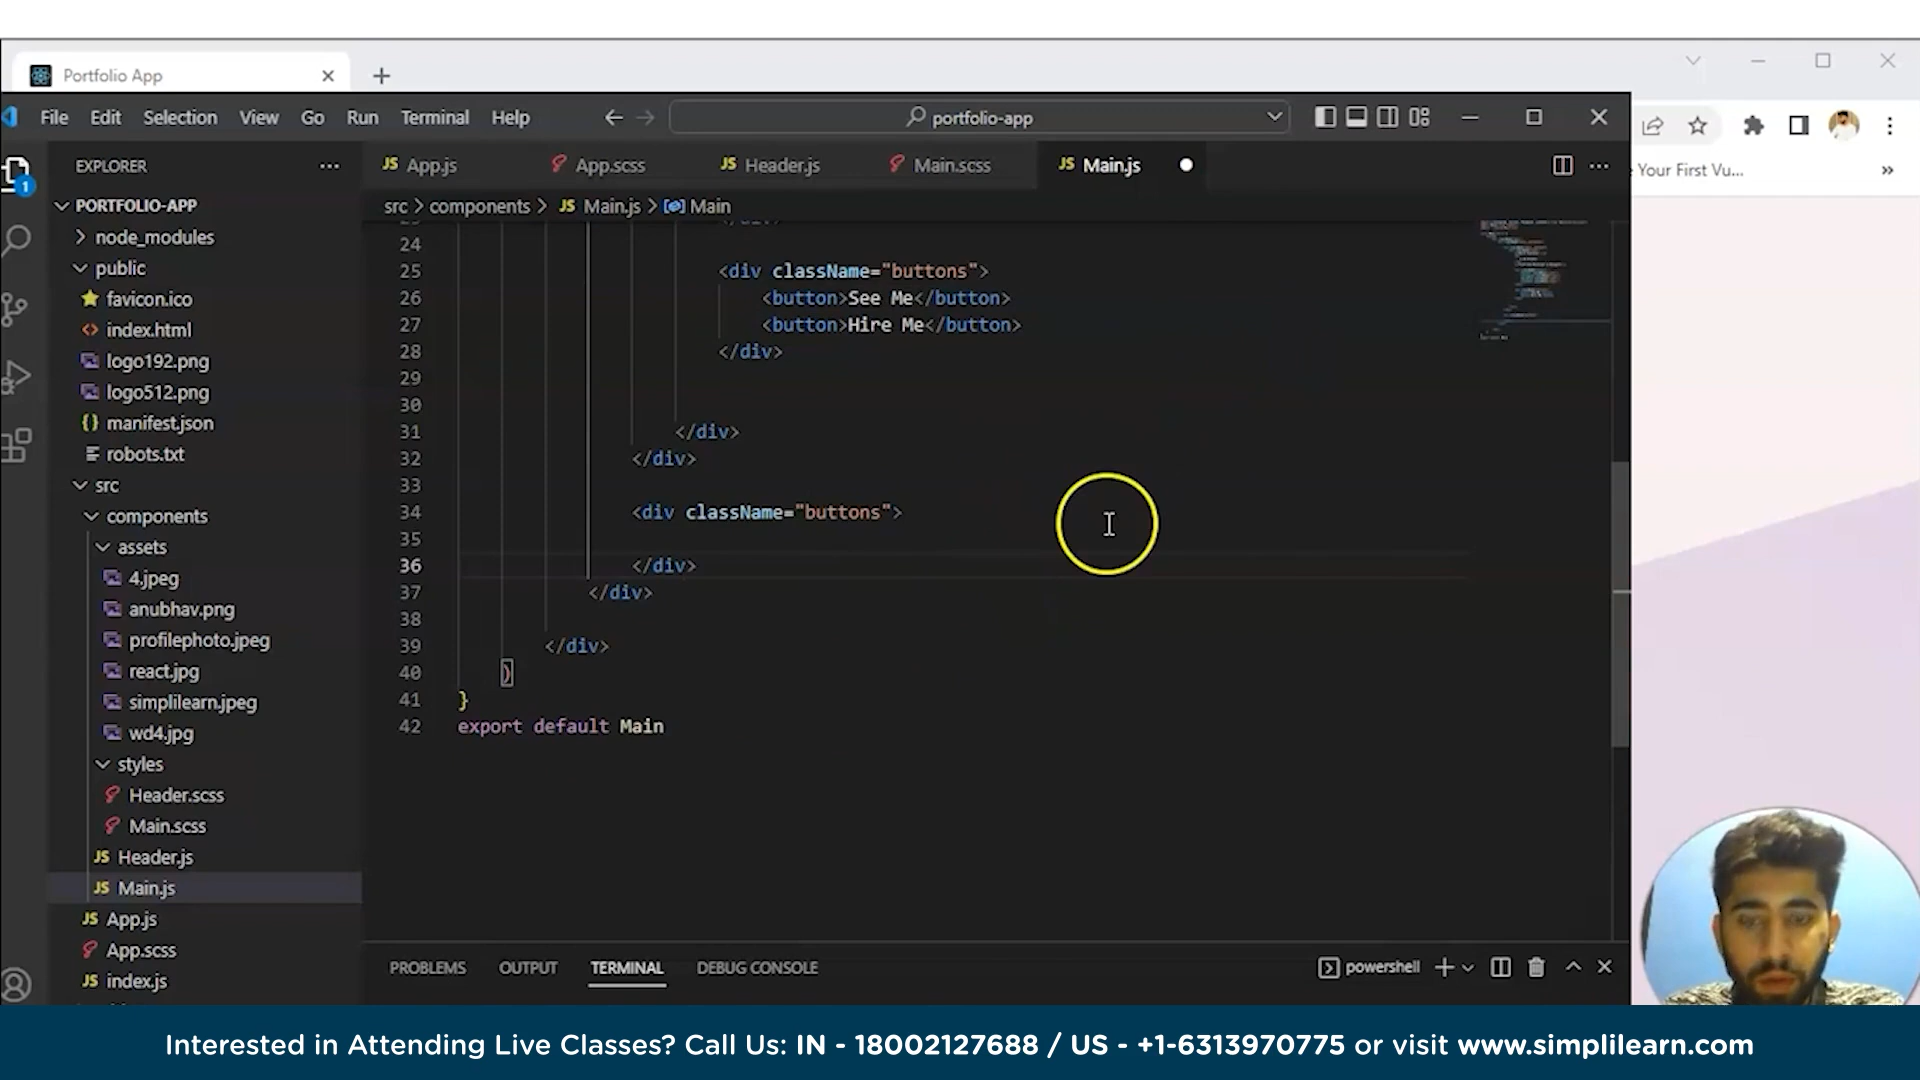 Portfolio App
File Edit Selection View Go Run Terminal Help
portfolio-app
Your First Vu...
EXPLORER
App.js
App.scss
Header.js
Main.scss
Main.js
src > components > JS Main.js > Main
1
PORTFOLIO-APP
node_modules
public
favicon.ico
index.html
logo192.png
logo512.png
{} manifest.json
robots.txt
src
components
assets
4.jpeg
anubhav.png
profilephoto.jpeg
react.jpg
simplilearn.jpeg
wd4.jpg
styles
Header.scss
Main.scss
JS Header.js
JS Main.js
JS App.js
App.scss
JS index.js
24
25 <div className="buttons">
26 <button>See Me</button>
27 <button>Hire Me</button>
28 </div>
29
30
31 </div>
32 </div>
33
34 <div className="buttons">
35
36 </div>
37 </div>
38
39 </div>
40 )
41 }
42 export default Main
PROBLEMS OUTPUT TERMINAL DEBUG CONSOLE
powershell
Interested in Attending Live Classes? Call Us: IN - 18002127688 / US - +1-6313970775 or visit www.simplilearn.com